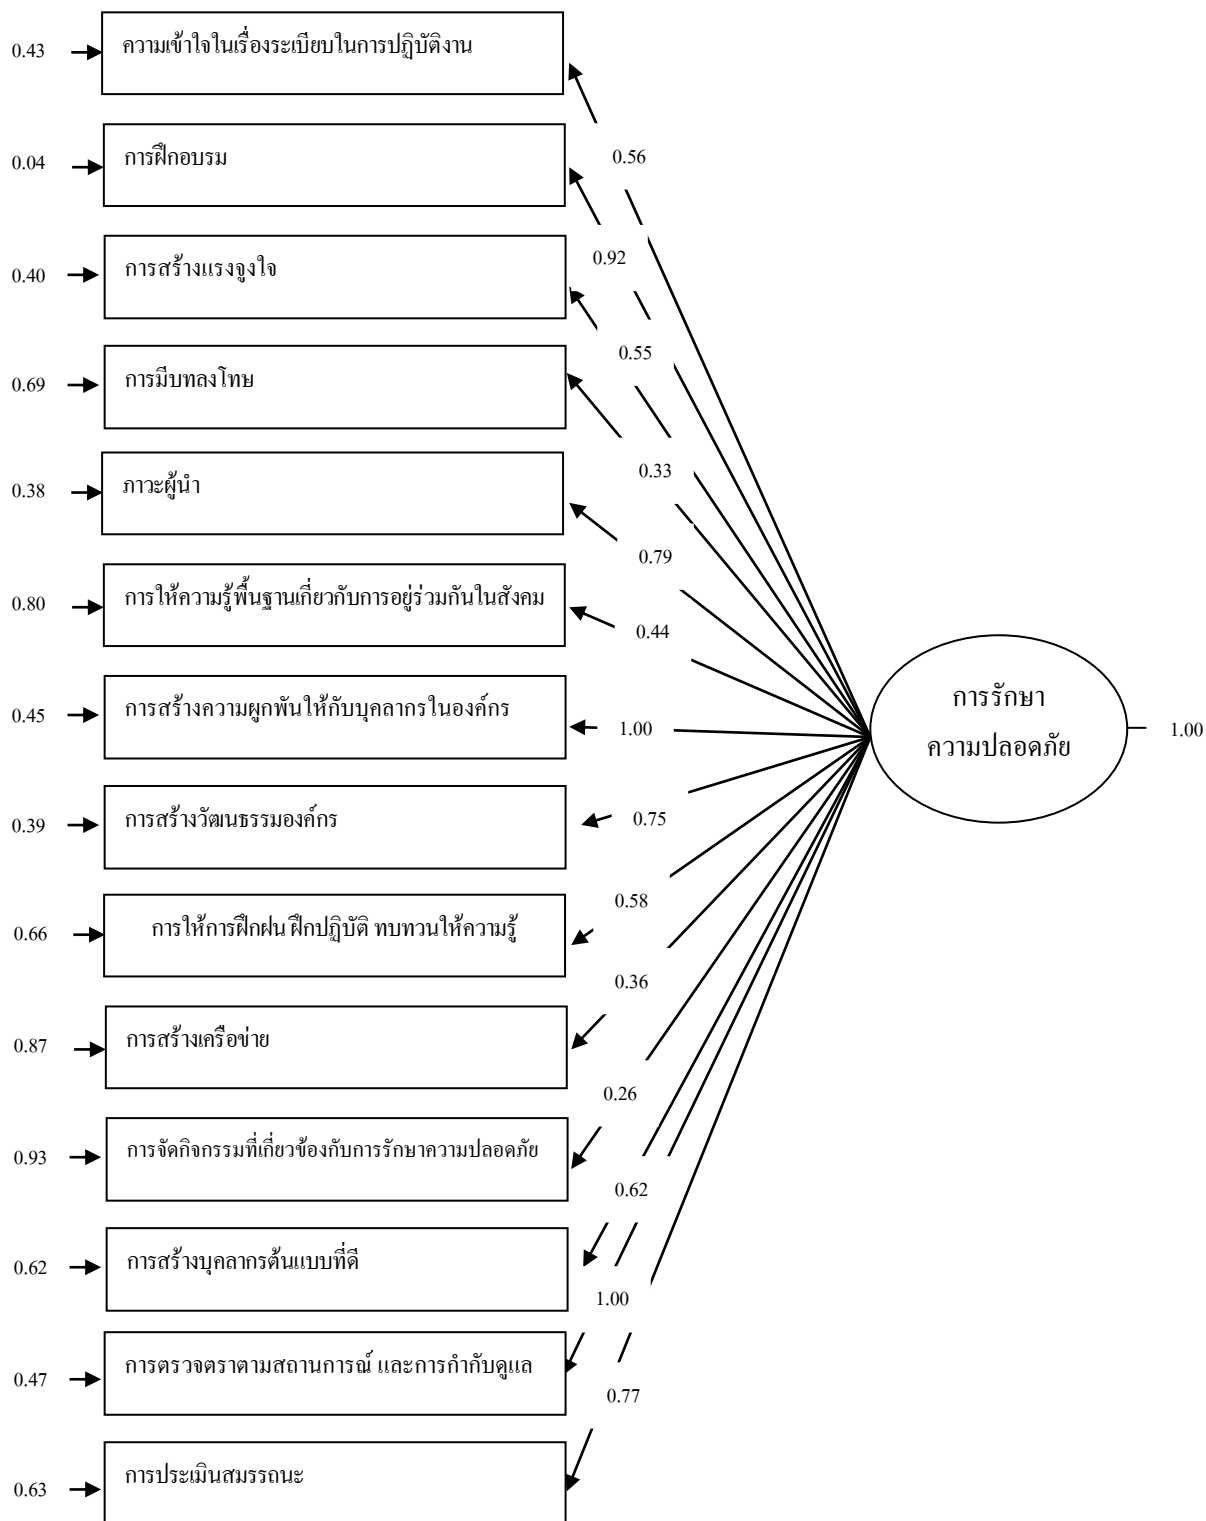 0.43
ความเข้าใจในเรื่องระเบียบในการปฏิบัติงาน
0.04
การฝึกอบรม
0.56
0.40
การสร้างแรงจูงใจ
0.92
0.69
การมีบทลงโทษ
0.55
0.38
ภาวะผู้นำ
0.33
0.80
การให้ความรู้พื้นฐานเกี่ยวกับการอยู่ร่วมกันในสังคม
0.79
0.44
0.45
การสร้างความผูกพันให้กับบุคลากรในองค์กร
1.00
การรักษา
ความปลอดภัย
1.00
0.39
การสร้างวัฒนธรรมองค์กร
0.75
0.66
การให้การฝึกฝน ฝึกปฏิบัติ ทบทวนให้ความรู้
0.58
0.87
การสร้างเครือข่าย
0.36
0.93
การจัดกิจกรรมที่เกี่ยวข้องกับการรักษาความปลอดภัย
0.26
0.62
การสร้างบุคลากรต้นแบบที่ดี
0.62
0.47
การตรวจตราตามสถานการณ์ และการกำกับดูแล
1.00
0.63
การประเมินสมรรถนะ
0.77